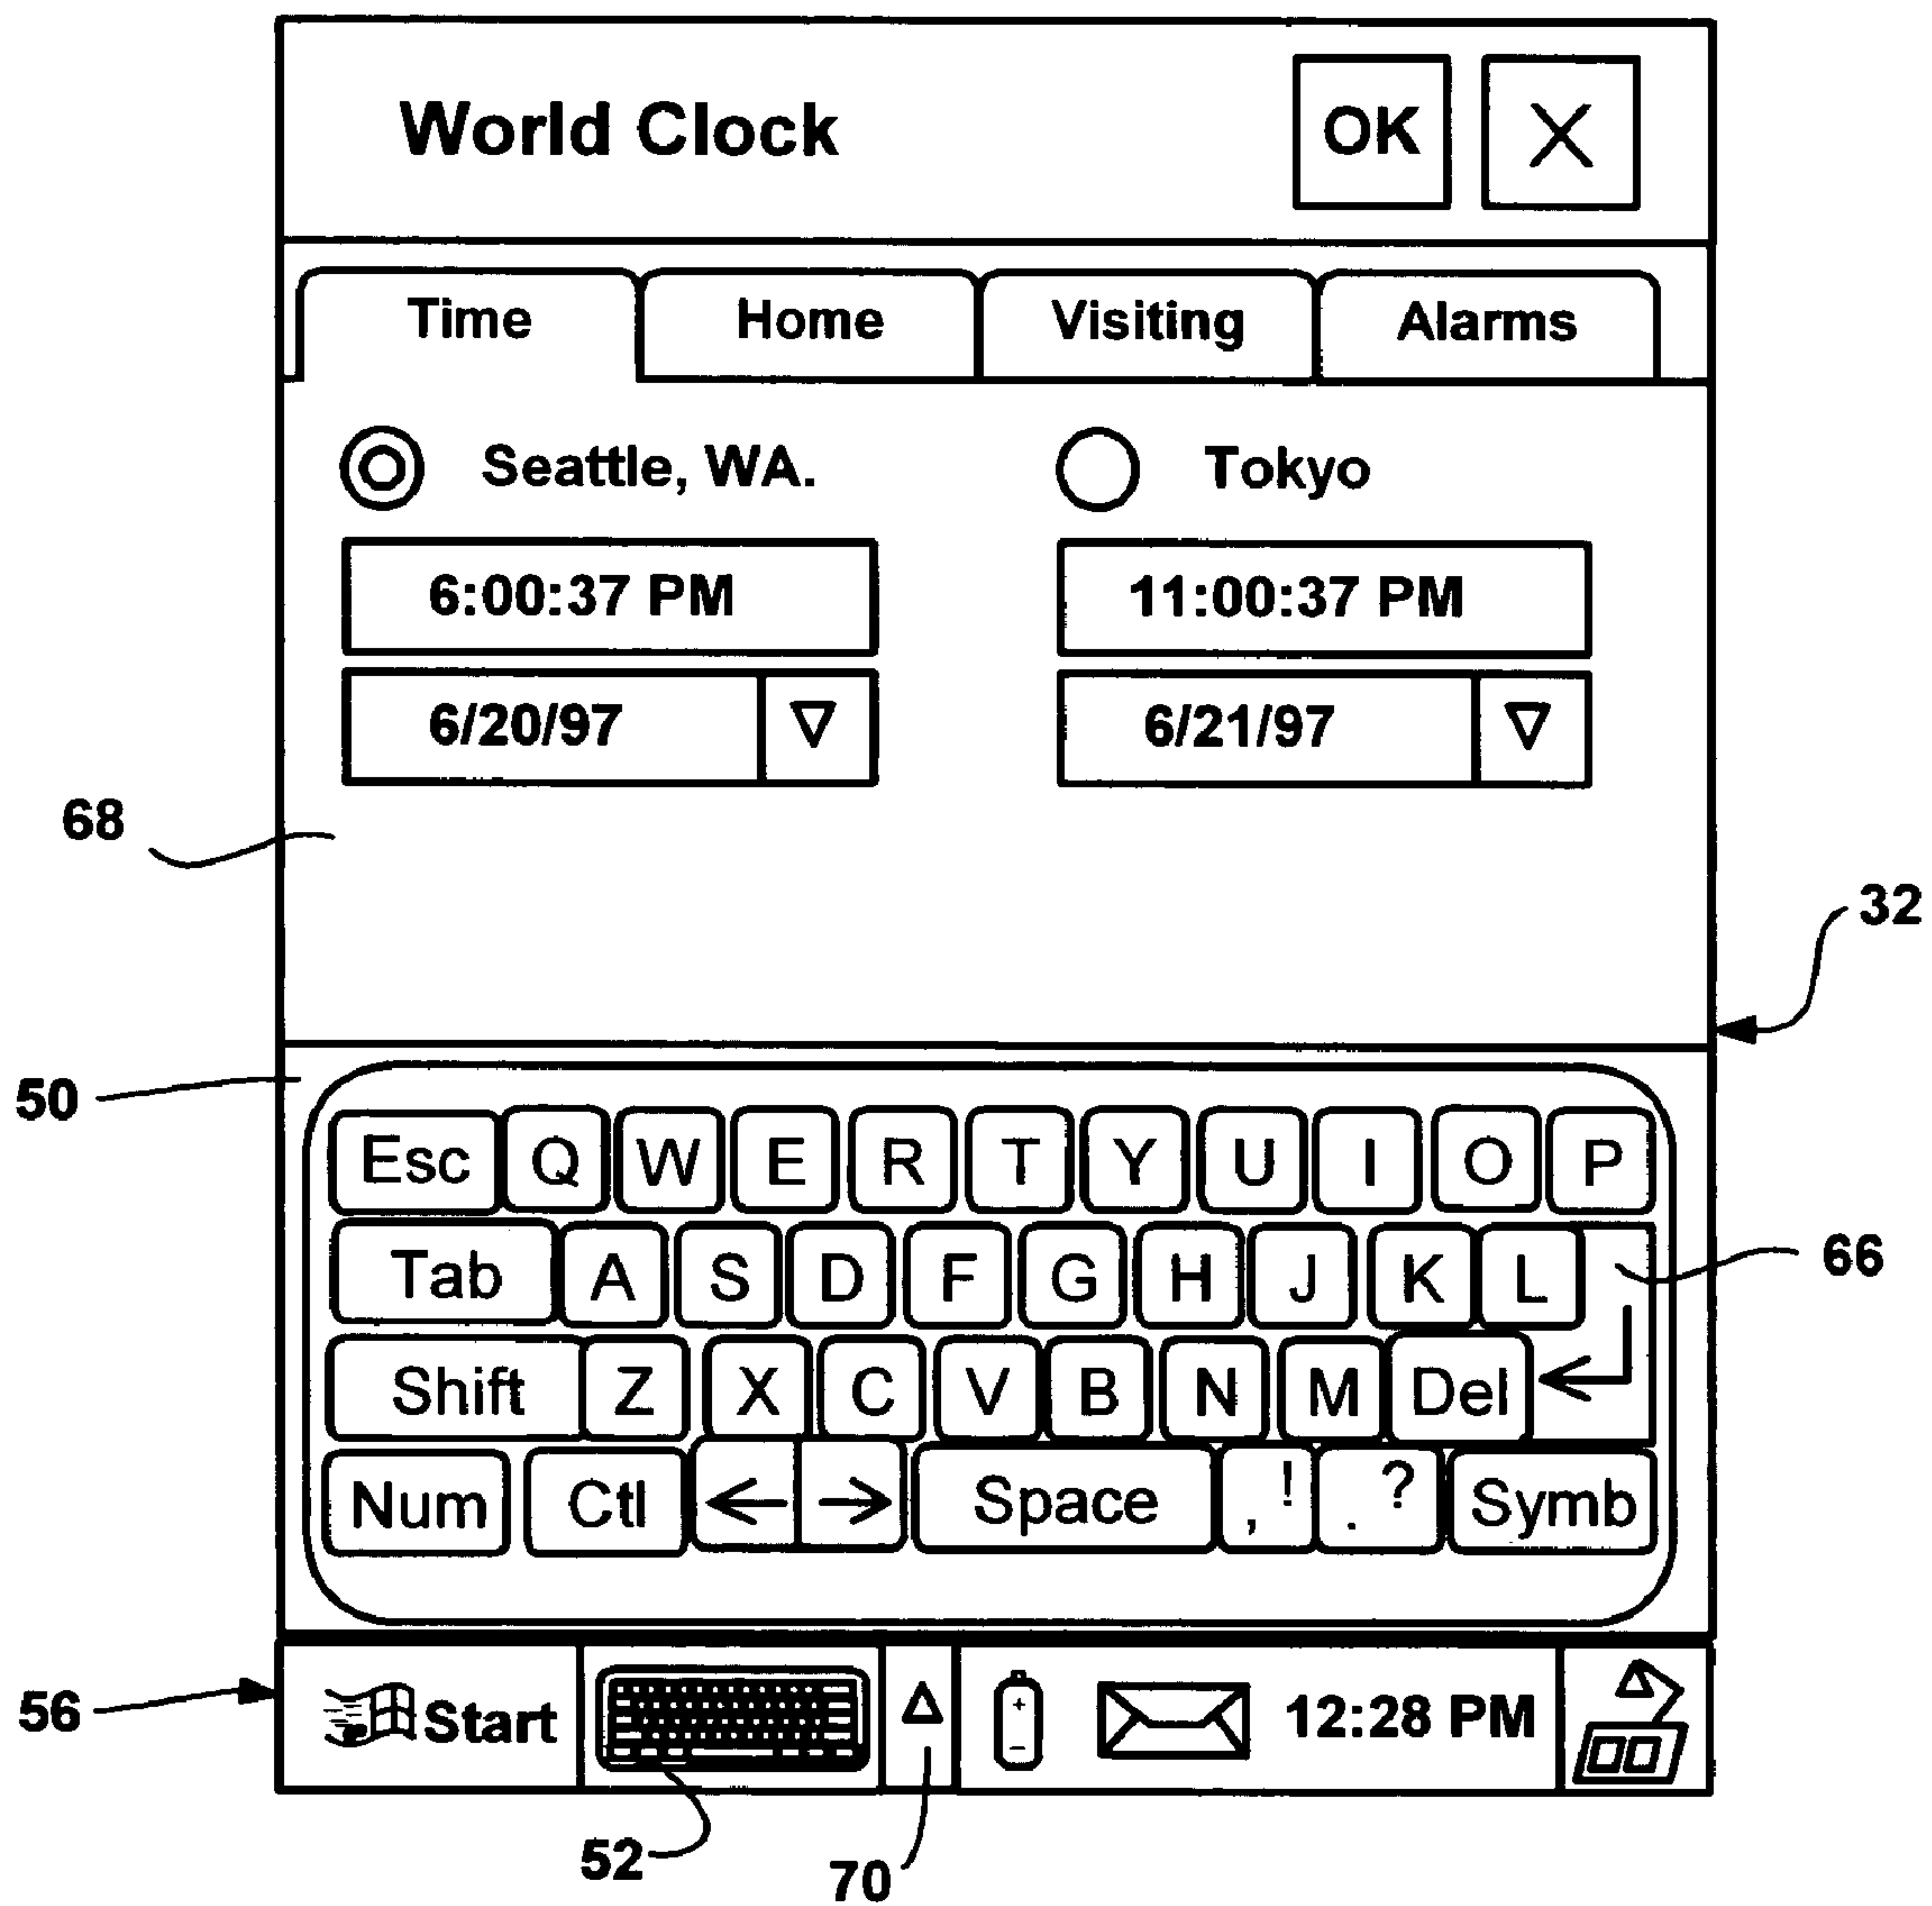 World Clock OK X
Time Home Visiting Alarms
Seattle, WA. Tokyo
6:00:37 PM 11:00:37 PM
6/20/97 6/21/97
68
32
50
Esc Q W E R T Y U I O P
Tab A S D F G H J K L
66
Shift Z X C V B N M Del
Num Ctl ← → Space , ! . ? Symb
56
Start 12:28 PM
52
70